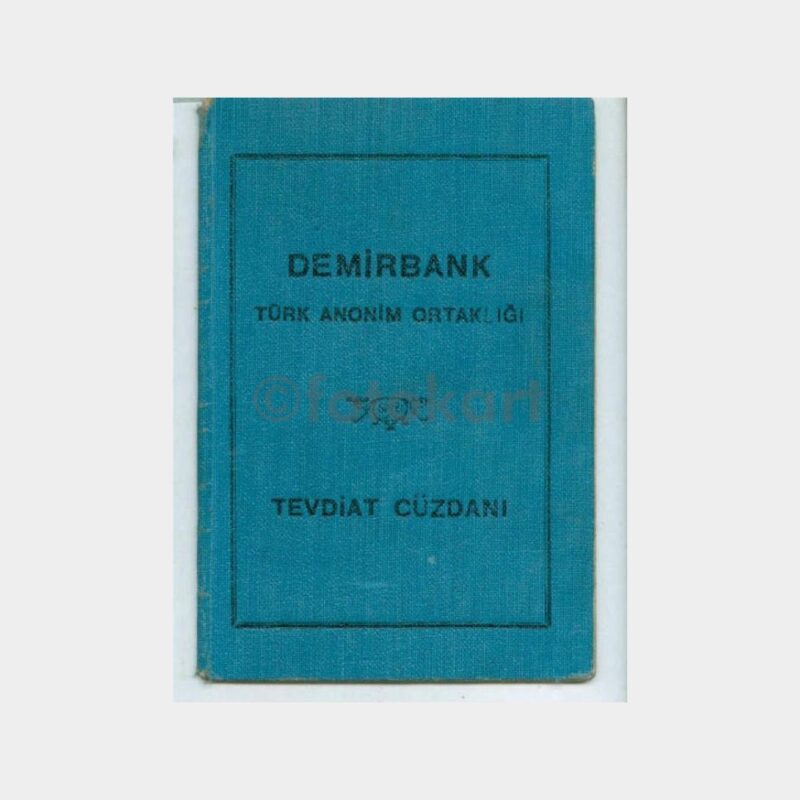 DEMİRBANK
TÜRK ANONİM ORTAKLIĞI
©fotokart
TEVDİAT CÜZDANI